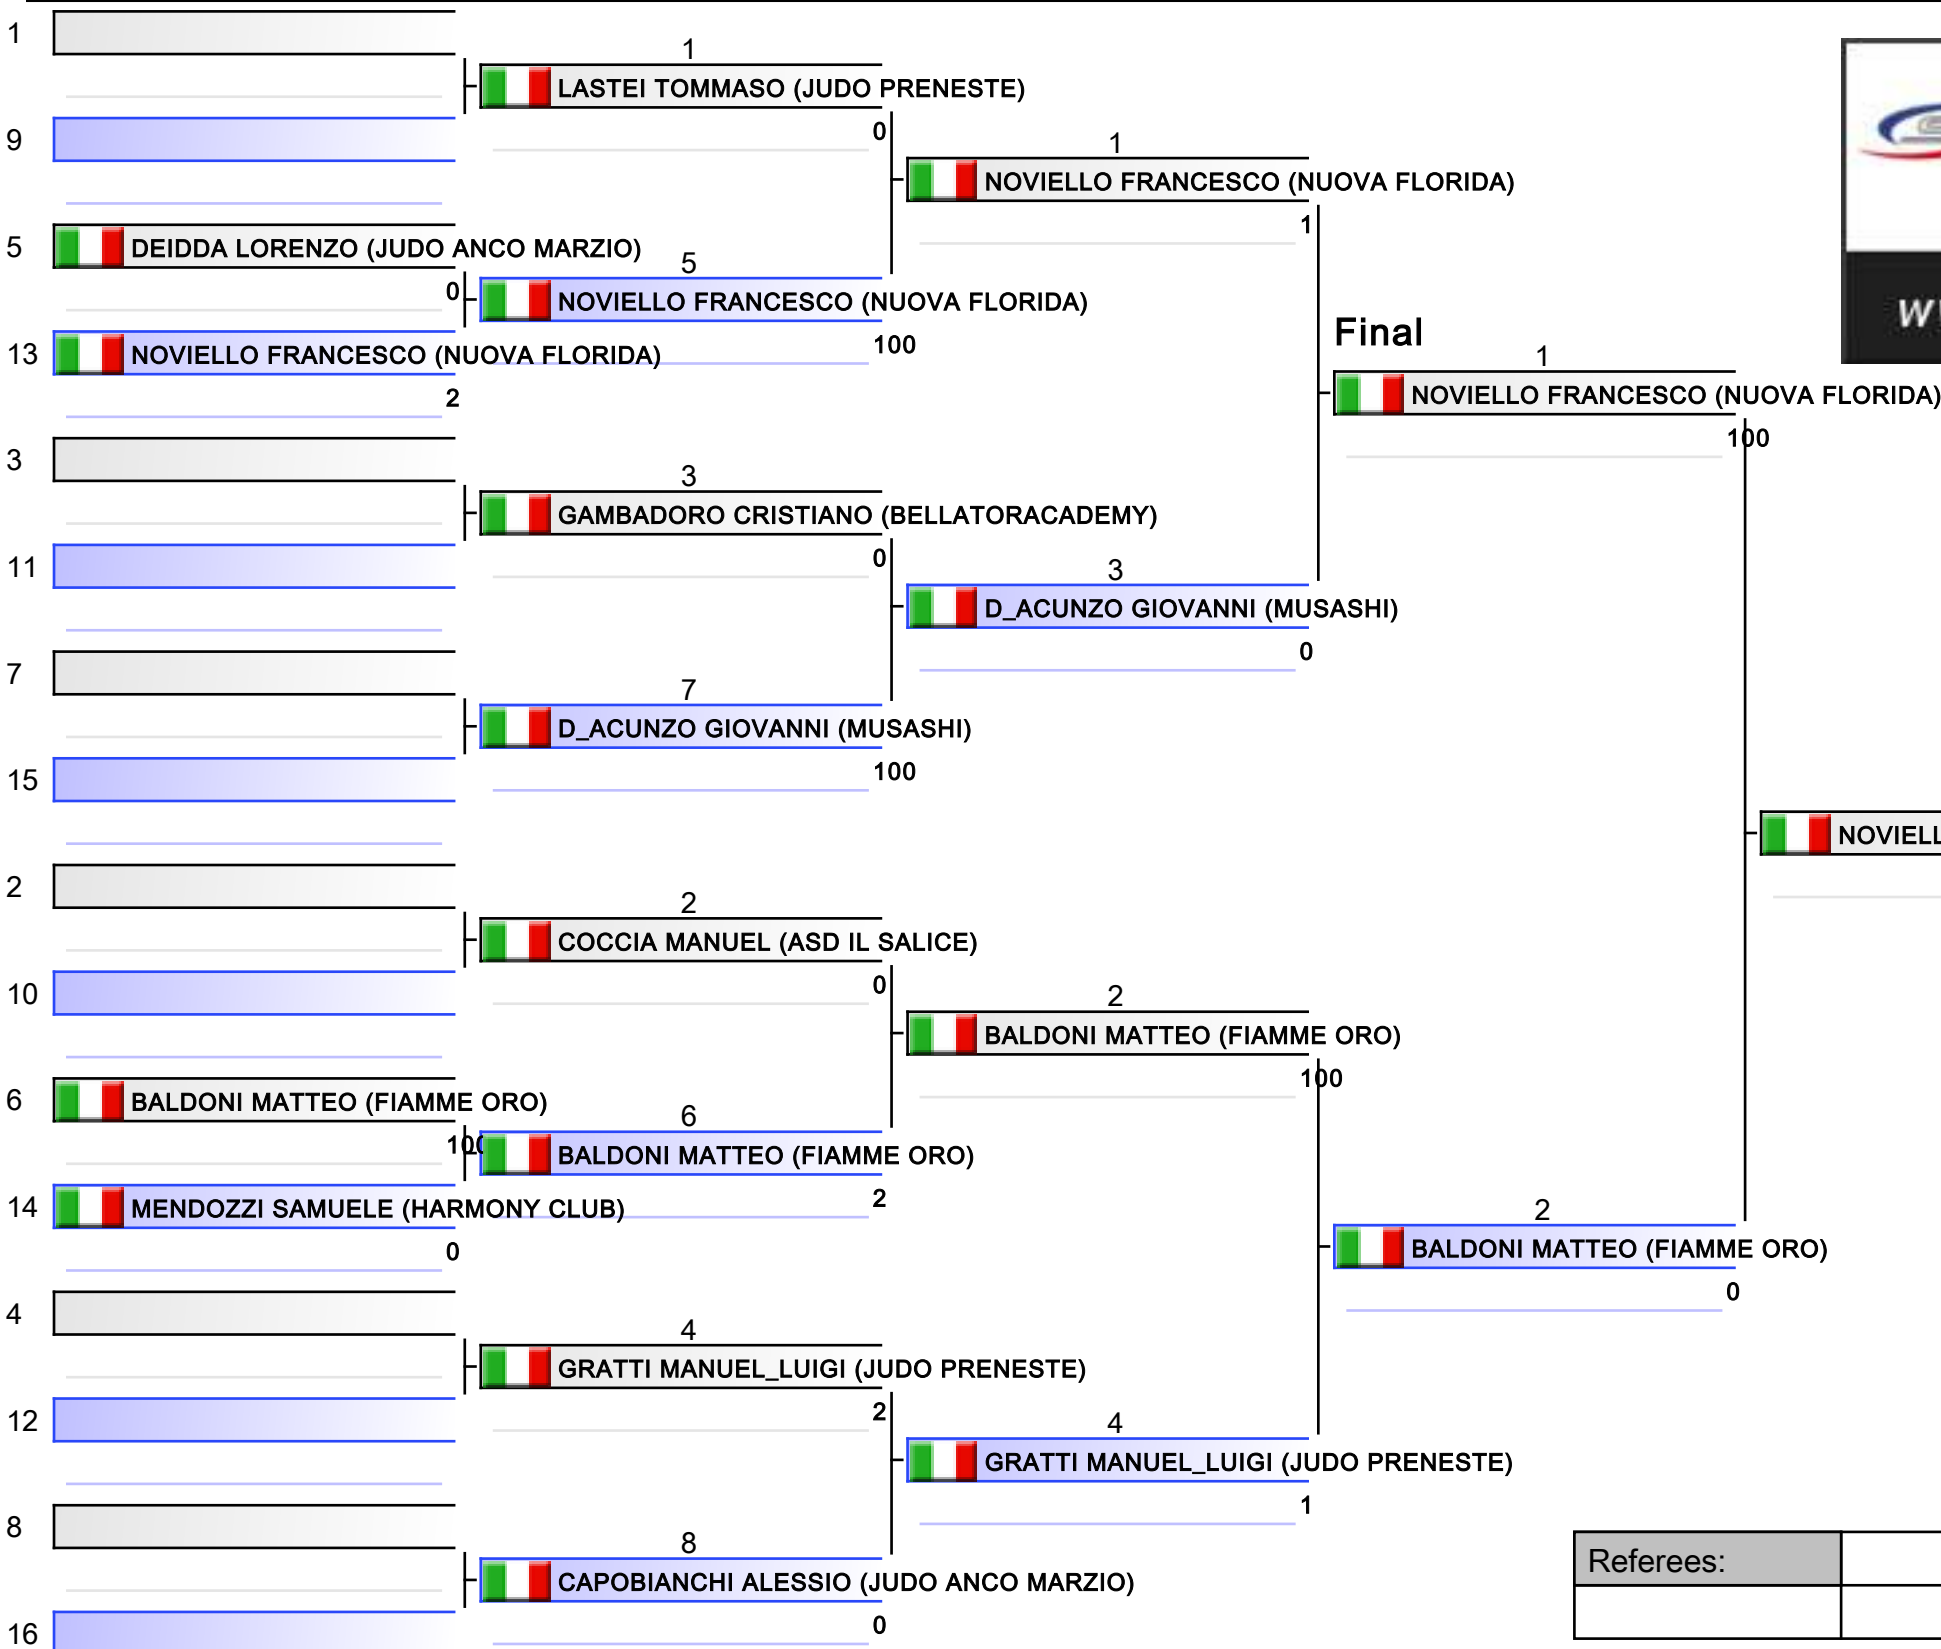 1
1
LASTEI TOMMASO (JUDO PRENESTE)
0
9
1
NOVIELLO FRANCESCO (NUOVA FLORIDA)
1
5
DEIDDA LORENZO (JUDO ANCO MARZIO)
0
5
NOVIELLO FRANCESCO (NUOVA FLORIDA)
100
13
NOVIELLO FRANCESCO (NUOVA FLORIDA)
2
Final
1
NOVIELLO FRANCESCO (NUOVA FLORIDA)
100
3
3
GAMBADORO CRISTIANO (BELLATORACADEMY)
0
11
3
D_ACUNZO GIOVANNI (MUSASHI)
0
7
7
D_ACUNZO GIOVANNI (MUSASHI)
100
15
2
2
COCCIA MANUEL (ASD IL SALICE)
0
10
2
BALDONI MATTEO (FIAMME ORO)
100
6
BALDONI MATTEO (FIAMME ORO)
100
6
BALDONI MATTEO (FIAMME ORO)
2
14
MENDOZZI SAMUELE (HARMONY CLUB)
0
2
BALDONI MATTEO (FIAMME ORO)
0
4
4
GRATTI MANUEL_LUIGI (JUDO PRENESTE)
2
12
4
GRATTI MANUEL_LUIGI (JUDO PRENESTE)
1
8
8
CAPOBIANCHI ALESSIO (JUDO ANCO MARZIO)
0
16
Referees: